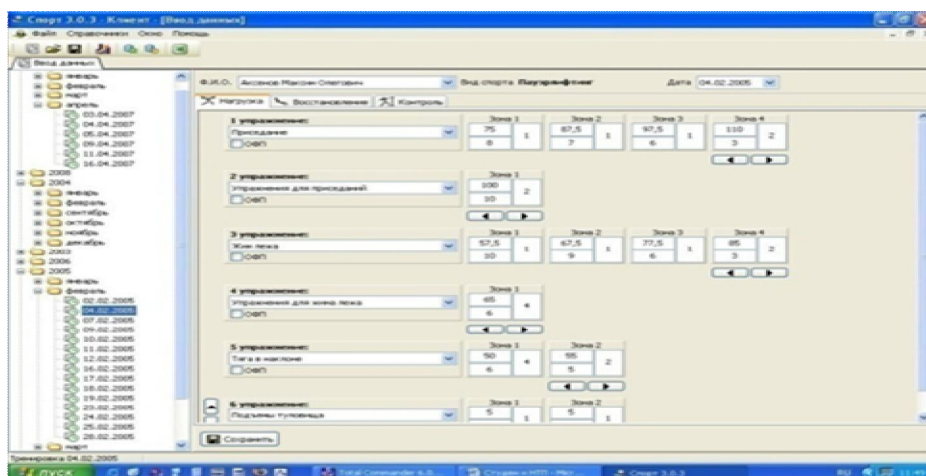 Спорт 3.0.3 - Клиент - [Ввод данных]
Файл Справочники Окно Помощь
Ввод данных
январь
февраль
март
апрель
03.04.2007
04.04.2007
05.04.2007
09.04.2007
11.04.2007
16.04.2007
2008
2004
январь
февраль
сентябрь
октябрь
ноябрь
декабрь
2003
2006
2005
январь
февраль
02.02.2005
04.02.2005
07.02.2005
09.02.2005
10.02.2005
11.02.2005
12.02.2005
16.02.2005
17.02.2005
18.02.2005
19.02.2005
23.02.2005
24.02.2005
25.02.2005
28.02.2005
март
Ф.И.О. Аксенов Максим Олегович Вид спорта Пауэрлифтинг Дата 04.02.2005
Нагрузка Восстановление Контроль
1 упражнение: Зона 1 Зона 2 Зона 3 Зона 4
Приседание 75 1 87,5 1 97,5 1 110 2
ОФП 8 7 6 3
2 упражнение: Зона 1
Упражнения для приседаний 100 2
ОФП 10
3 упражнение: Зона 1 Зона 2 Зона 3 Зона 4
Жим лежа 57,5 1 67,5 1 77,5 1 85 2
ОФП 10 9 6 3
4 упражнение: Зона 1
Упражнения для жима лежа 65 4
ОФП 6
5 упражнение: Зона 1 Зона 2
Тяга в наклоне 50 4 55 2
ОФП 6 5
6 упражнение: Зона 1 Зона 2
Подъемы туловища 5 1 5 1
Сохранить
Тренировка 04.02.2005
пуск Total Commander 6.0... Студен и НТП - Micr... Спорт 3.0.3 RU 11:49